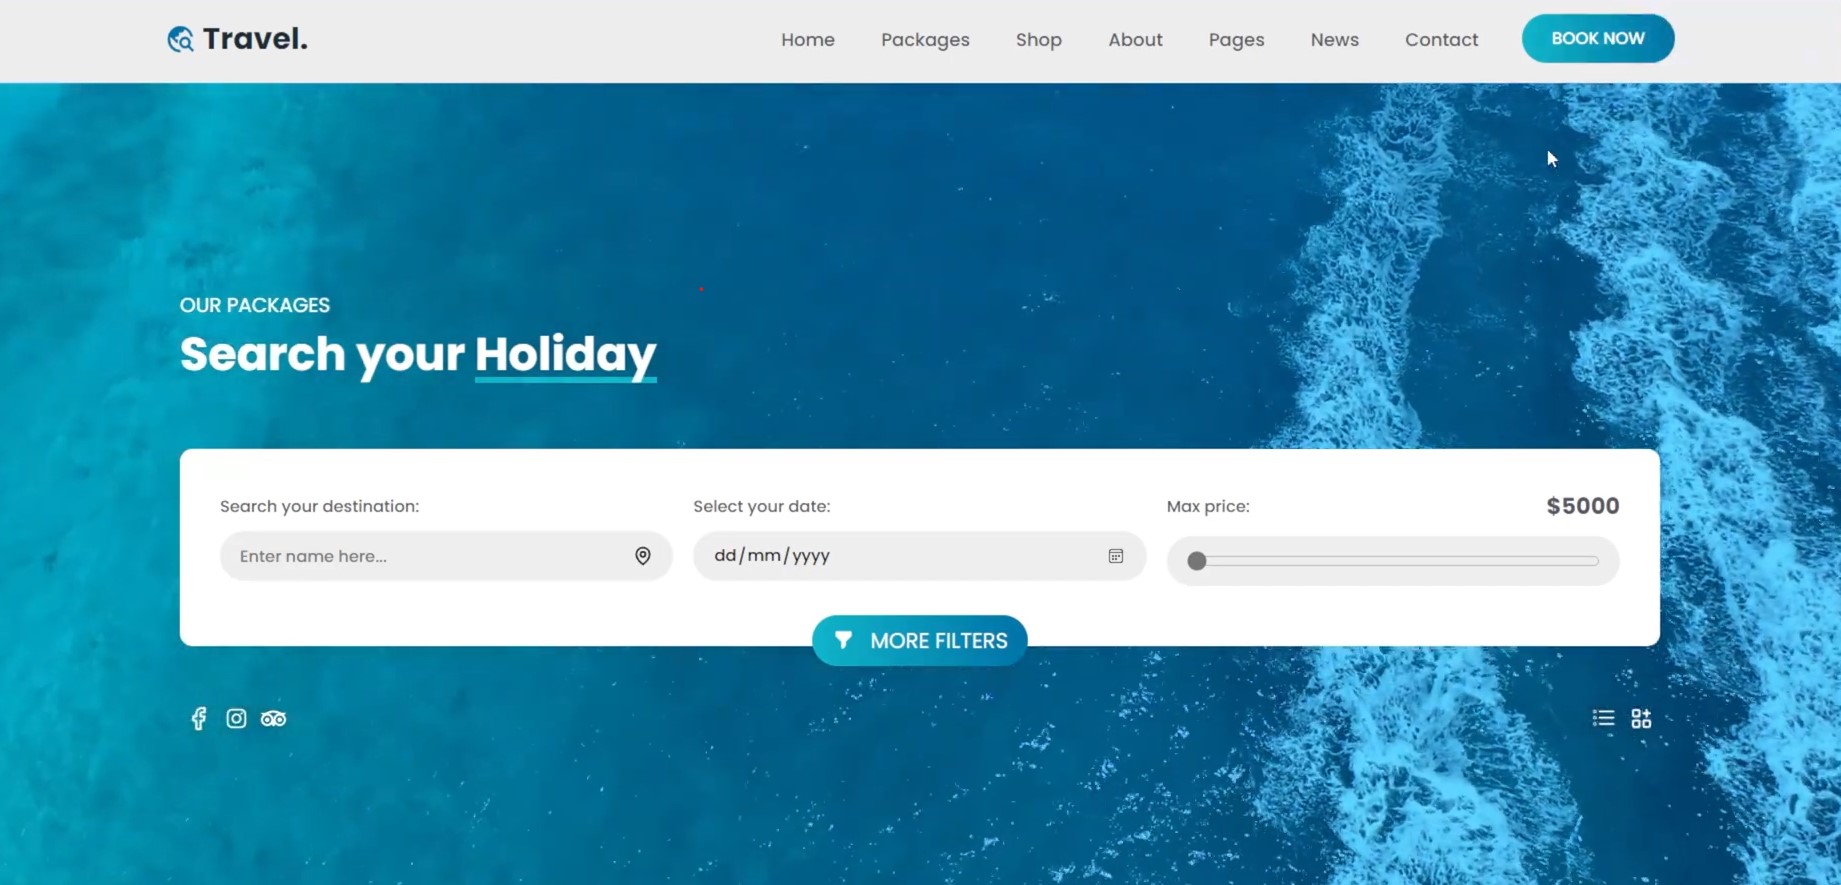 Travel.
Home Packages Shop About Pages News Contact BOOK NOW
OUR PACKAGES
Search your Holiday
Search your destination: Select your date: Max price: $5000
Enter name here... dd/mm/yyyy
MORE FILTERS